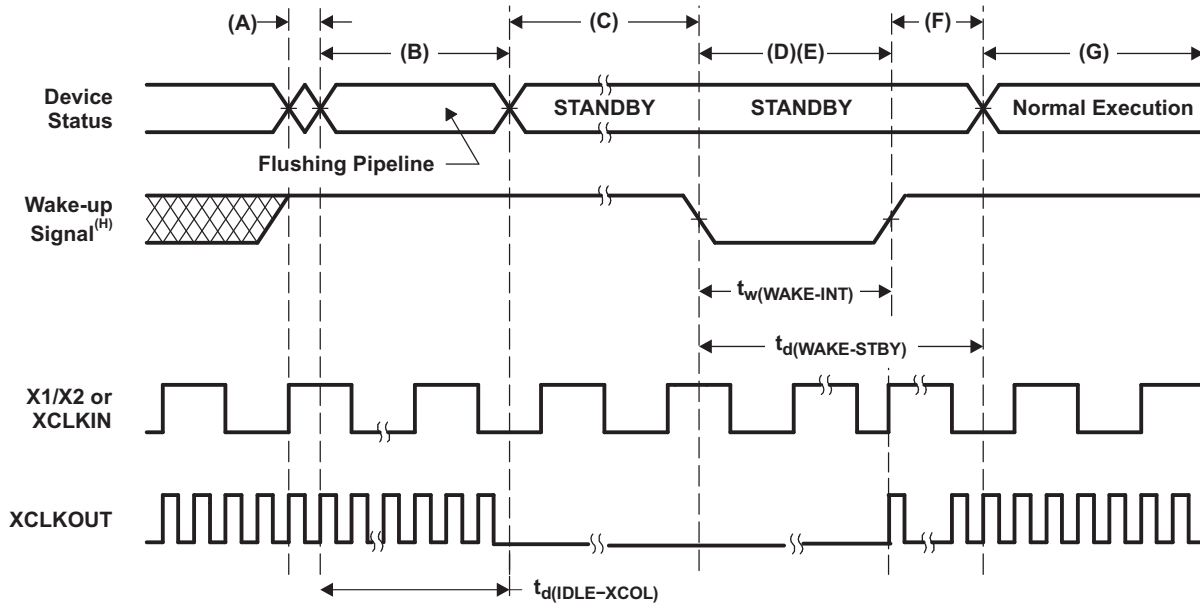 (A)
(C)
(F)
(B)
(D)(E)
(G)
Device
Status
STANDBY
STANDBY
Normal Execution
Flushing Pipeline
Wake-up
Signal(H)
tw(WAKE-INT)
td(WAKE-STBY)
X1/X2 or
XCLKIN
XCLKOUT
td(IDLE−XCOL)